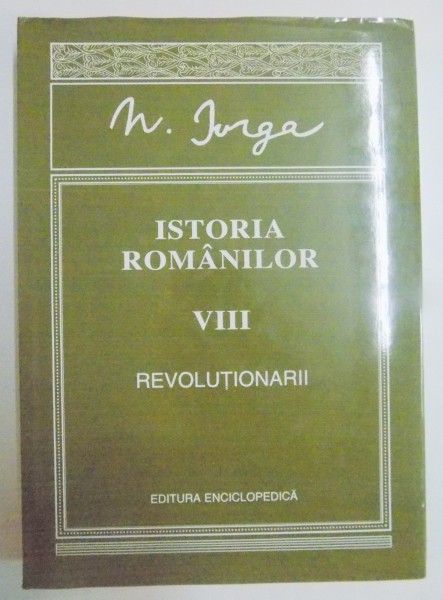 N. Iorga
ISTORIA
ROMÂNILOR
VIII
REVOLUȚIONARII
EDITURA ENCICLOPEDICĂ